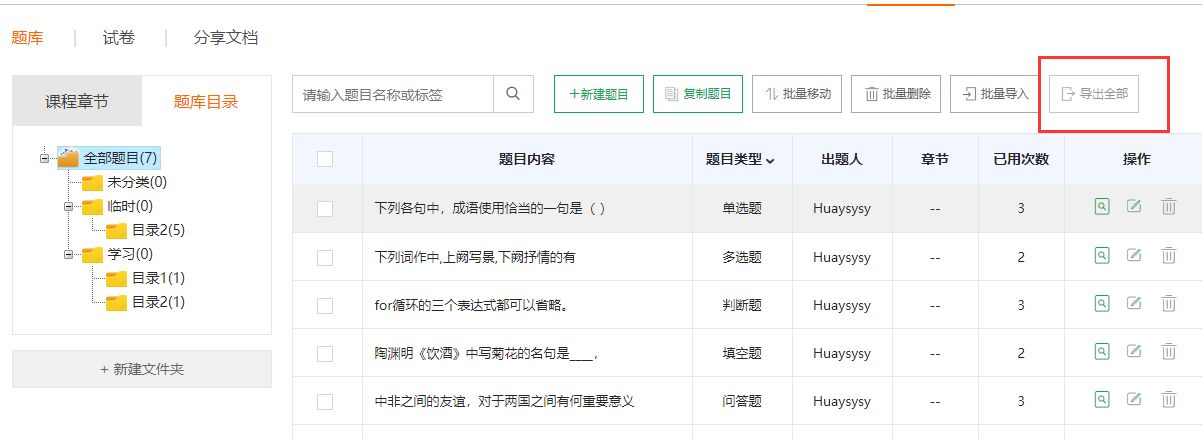 题库 试卷 分享文档
课程章节 题库目录
请输入题目名称或标签 +新建题目 复制题目 批量移动 批量删除 批量导入 导出全部
全部题目(7)
未分类(0)
临时(0)
目录2(5)
学习(0)
目录1(1)
目录2(1)
+ 新建文件夹
题目内容 题目类型 出题人 章节 已用次数 操作
下列各句中，成语使用恰当的一句是（ ） 单选题 Huaysysy -- 3
下列词作中,上阙写景,下阙抒情的有 多选题 Huaysysy -- 2
for循环的三个表达式都可以省略。 判断题 Huaysysy -- 3
陶渊明《饮酒》中写菊花的名句是____， 填空题 Huaysysy -- 2
中非之间的友谊，对于两国之间有何重要意义 问答题 Huaysysy -- 3